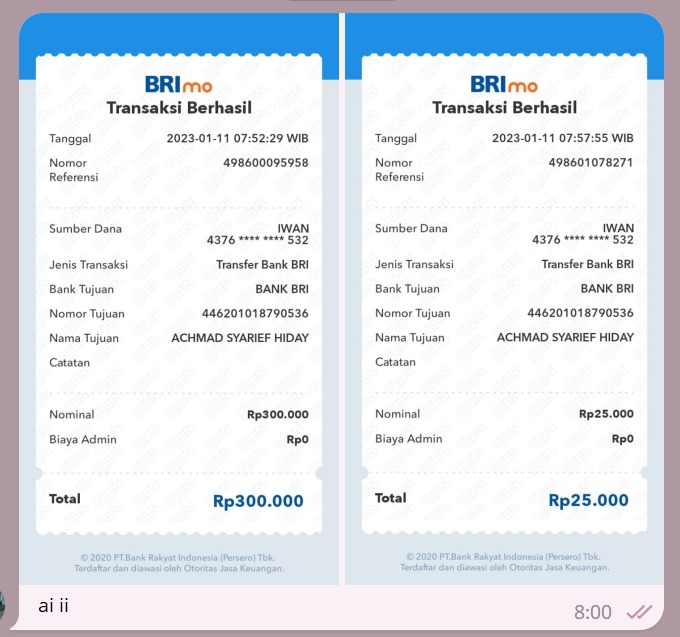 BRImo
Transaksi Berhasil
Tanggal 2023-01-11 07:52:29 WIB
Nomor Referensi 498600095958
Sumber Dana IWAN
4376 **** **** 532
Jenis Transaksi Transfer Bank BRI
Bank Tujuan BANK BRI
Nomor Tujuan 446201018790536
Nama Tujuan ACHMAD SYARIEF HIDAY
Catatan
Nominal Rp300.000
Biaya Admin Rp0
Total Rp300.000
© 2020 PT.Bank Rakyat Indonesia (Persero) Tbk.
Terdaftar dan diawasi oleh Otoritas Jasa Keuangan.
BRImo
Transaksi Berhasil
Tanggal 2023-01-11 07:57:55 WIB
Nomor Referensi 498601078271
Sumber Dana IWAN
4376 **** **** 532
Jenis Transaksi Transfer Bank BRI
Bank Tujuan BANK BRI
Nomor Tujuan 446201018790536
Nama Tujuan ACHMAD SYARIEF HIDAY
Catatan
Nominal Rp25.000
Biaya Admin Rp0
Total Rp25.000
© 2020 PT.Bank Rakyat Indonesia (Persero) Tbk.
Terdaftar dan diawasi oleh Otoritas Jasa Keuangan.
ai ii
8:00